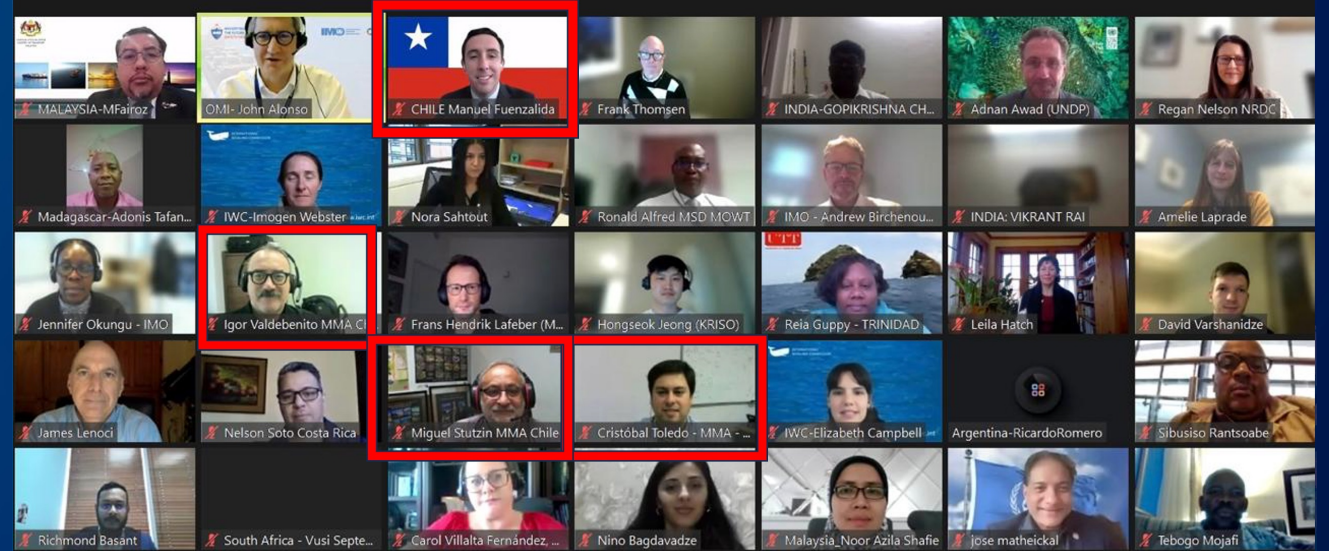 MALAYSIA-MFairoz
IMO
OMI- John Alonso
CHILE Manuel Fuenzalida
Frank Thomsen
INDIA-GOPIKRISHNA CH...
Adnan Awad (UNDP)
Regan Nelson NRDC
Madagascar-Adonis Tafan...
IWC-Imogen Webster
Nora Sahtout
Ronald Alfred MSD MOWT
IMO - Andrew Birchenou...
INDIA: VIKRANT RAI
Amelie Laprade
Jennifer Okungu - IMO
Igor Valdebenito MMA C
Frans Hendrik Lafeber (M...
Hongseok Jeong (KRISO)
UTT
Reia Guppy - TRINIDAD
Leila Hatch
David Varshanidze
James Lenoci
Nelson Soto Costa Rica
Miguel Stutzin MMA Chile
Cristóbal Toledo - MMA - ...
IWC-Elizabeth Campbell
Argentina-RicardoRomero
Sibusiso Rantsoabe
Richmond Basant
South Africa - Vusi Septe...
Carol Villalta Fernández, ...
Nino Bagdavadze
Malaysia_Noor Azila Shafie
jose matheickal
Tebogo Mojafi